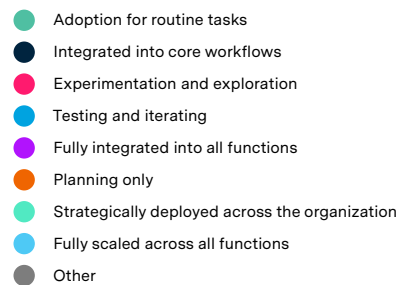 Adoption for routine tasks
Integrated into core workflows
Experimentation and exploration
Testing and iterating
Fully integrated into all functions
Planning only
Strategically deployed across the organization
Fully scaled across all functions
Other